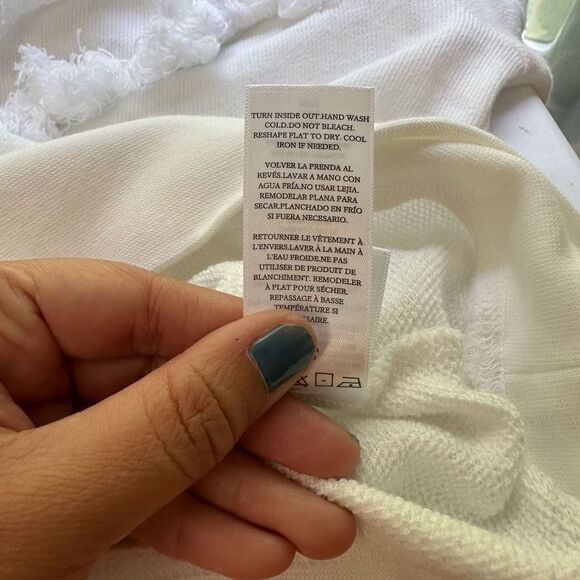 TURN INSIDE OUT.HAND WASH
COLD.DO NOT BLEACH.
RESHAPE FLAT TO DRY. COOL
IRON IF NEEDED.
VOLVER LA PRENDA AL
REVÉS.LAVAR A MANO CON
AGUA FRÍA.NO USAR LEJIA.
REMODELAR PLANA PARA
SECAR.PLANCHADO EN FRÍO
SI FUERA NECESARIO.
RETOURNER LE VÊTEMENT À
L'ENVERS.LAVER À LA MAIN À
L'EAU FROIDE.NE PAS
UTILISER DE PRODUIT DE
BLANCHIMENT. REMODELER
À PLAT POUR SÉCHER.
REPASSAGE À BASSE
TEMPÉRATURE SI